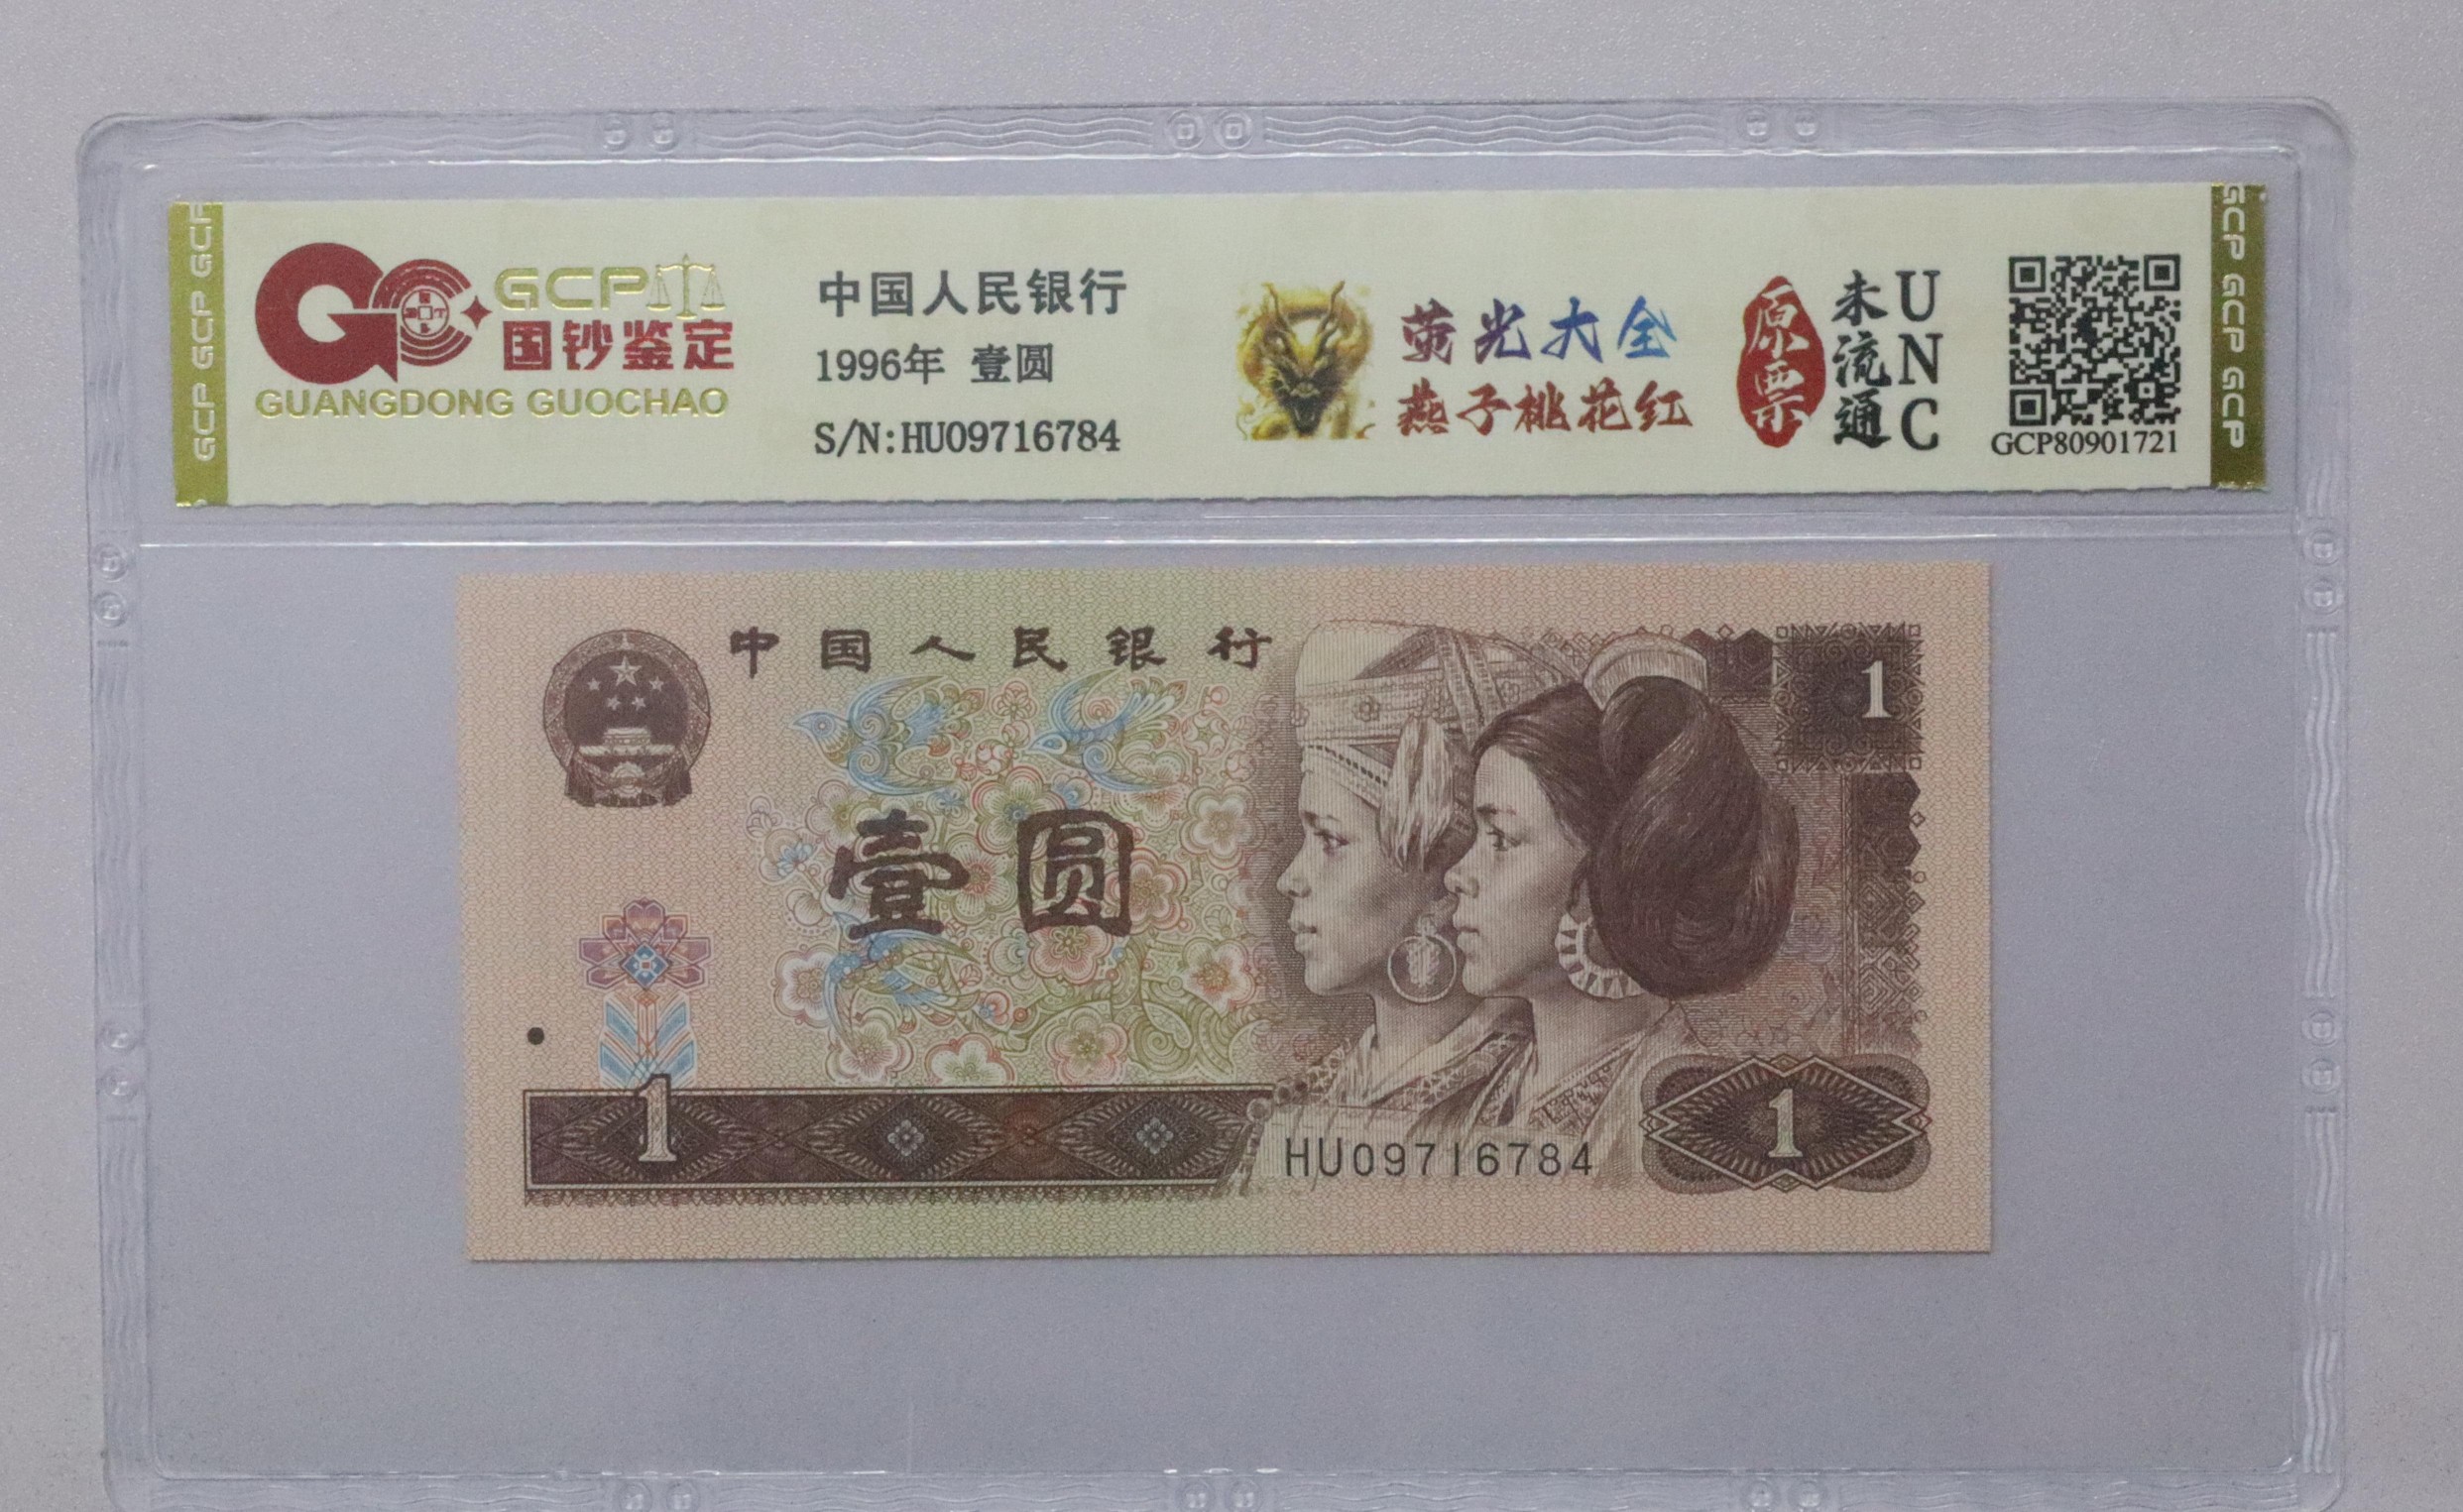 GCP GCP GCP
GCP
国钞鉴定
GUANGDONG GUOCHAO
中国人民银行
1996年 壹圆
S/N:HU09716784
荧光大全
燕子桃花红
原票
未流通
UNC
GCP80901721
GCP GCP GCP
中国人民银行
1
壹圆
1
HU09716784
1